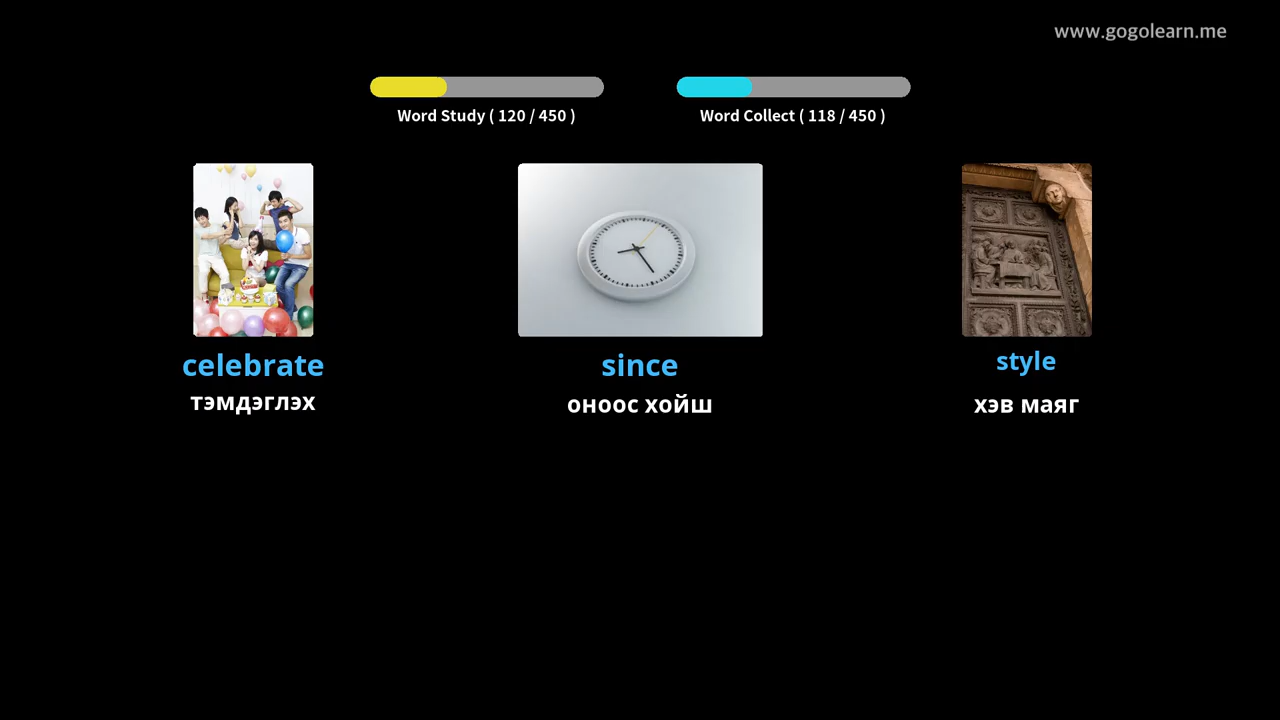 www.gogolearn.me
Word Study ( 120 / 450 )
Word Collect ( 118 / 450 )
celebrate
тэмдэглэх
since
оноос хойш
style
хэв маяг